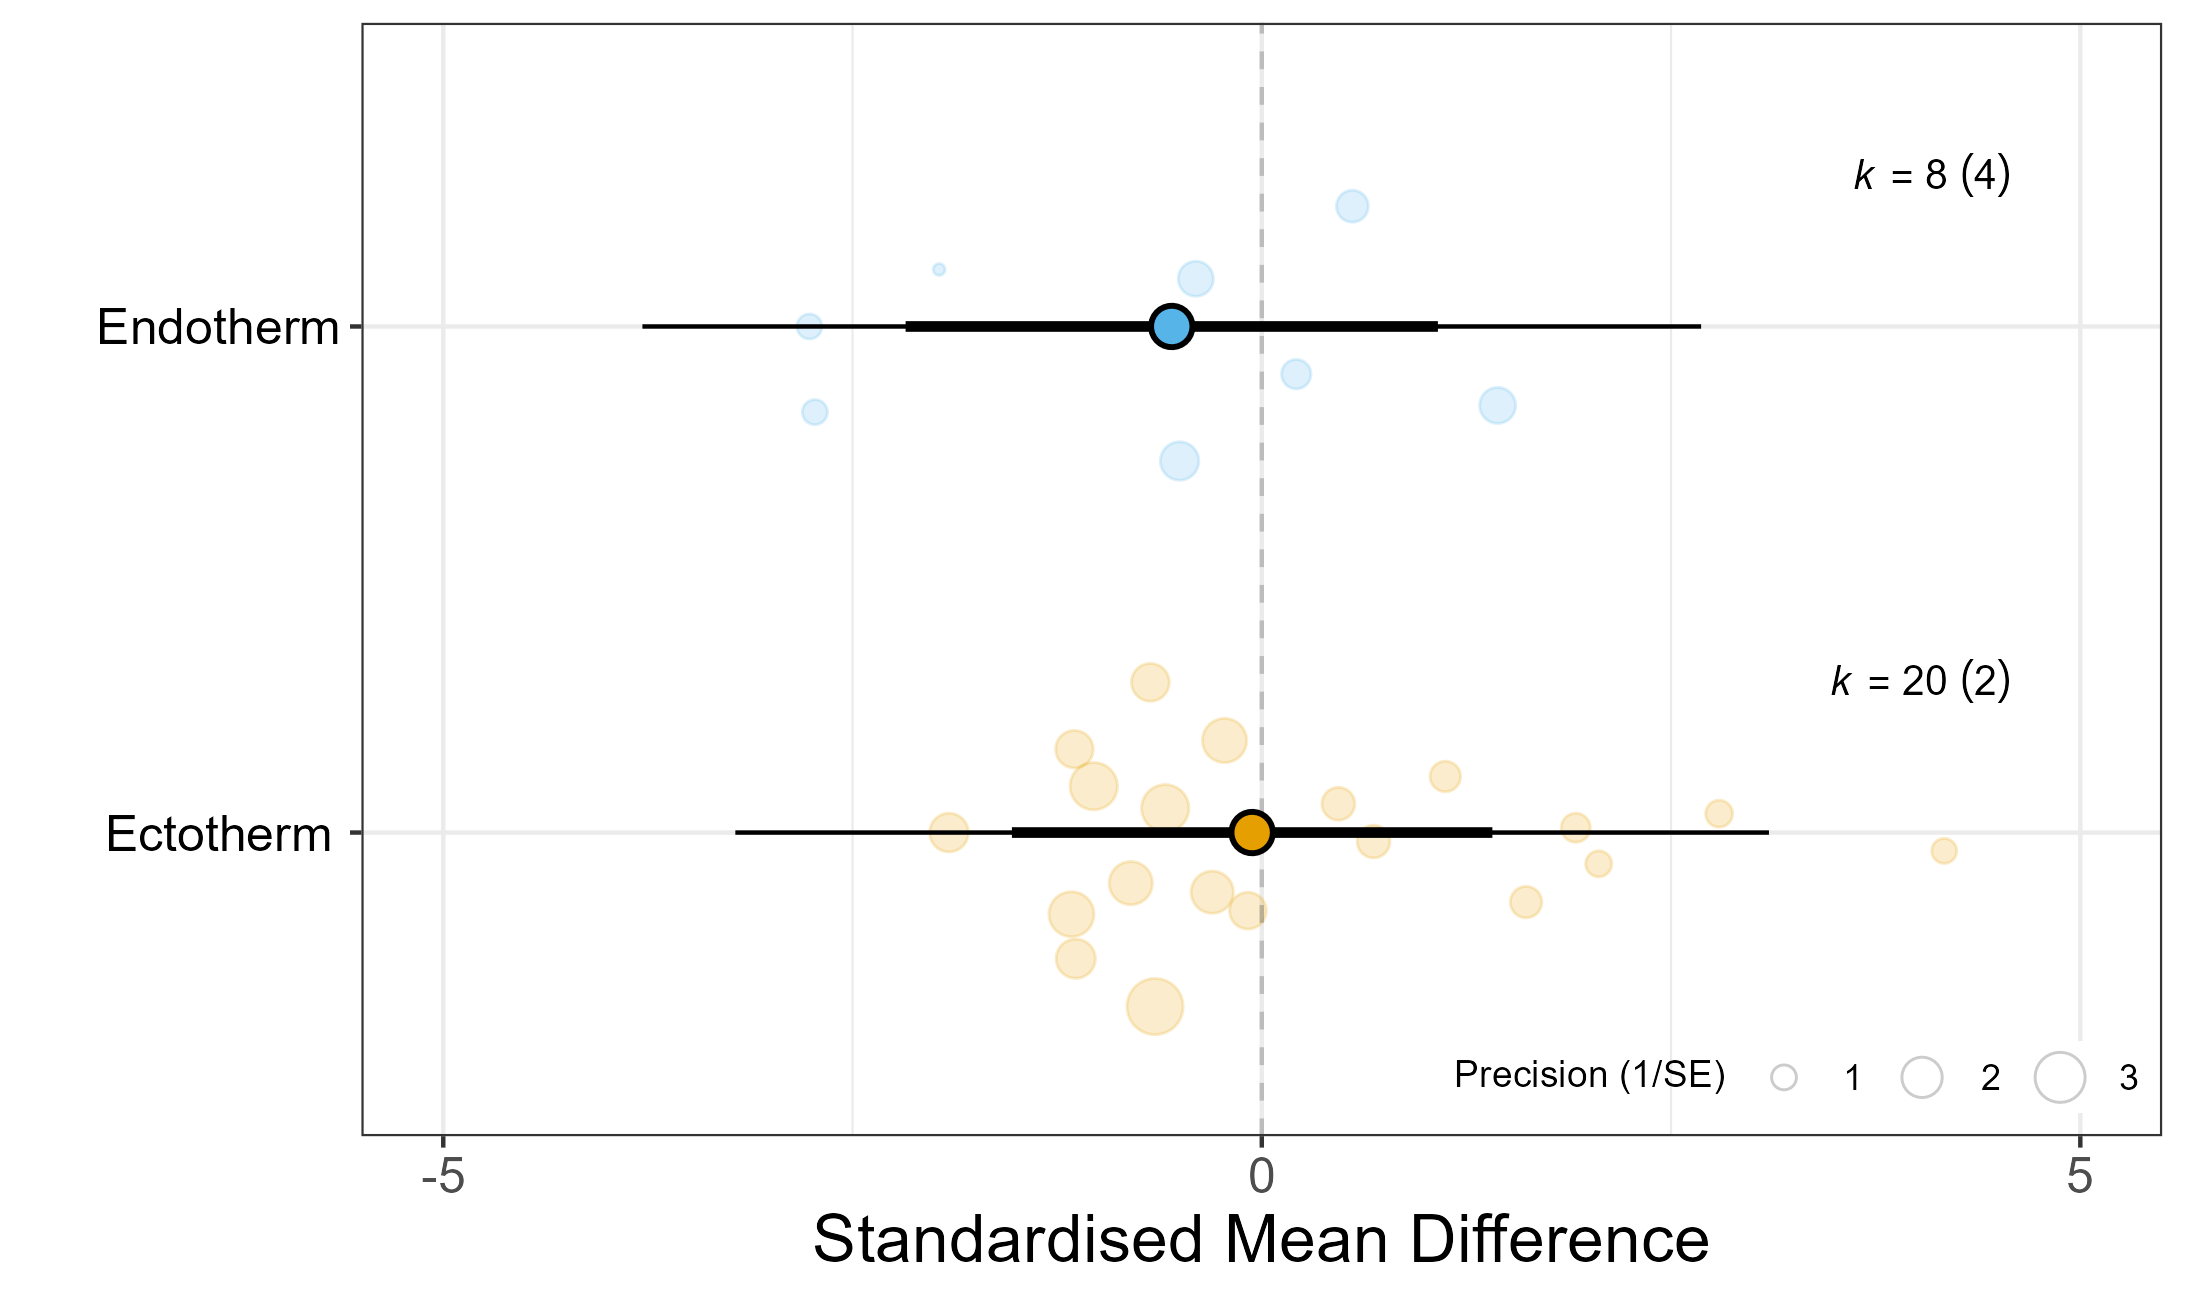 k = 8 (4)
Endotherm
k = 20 (2)
Ectotherm
Precision (1/SE) 1 2 3
-5 0 5
Standardised Mean Difference